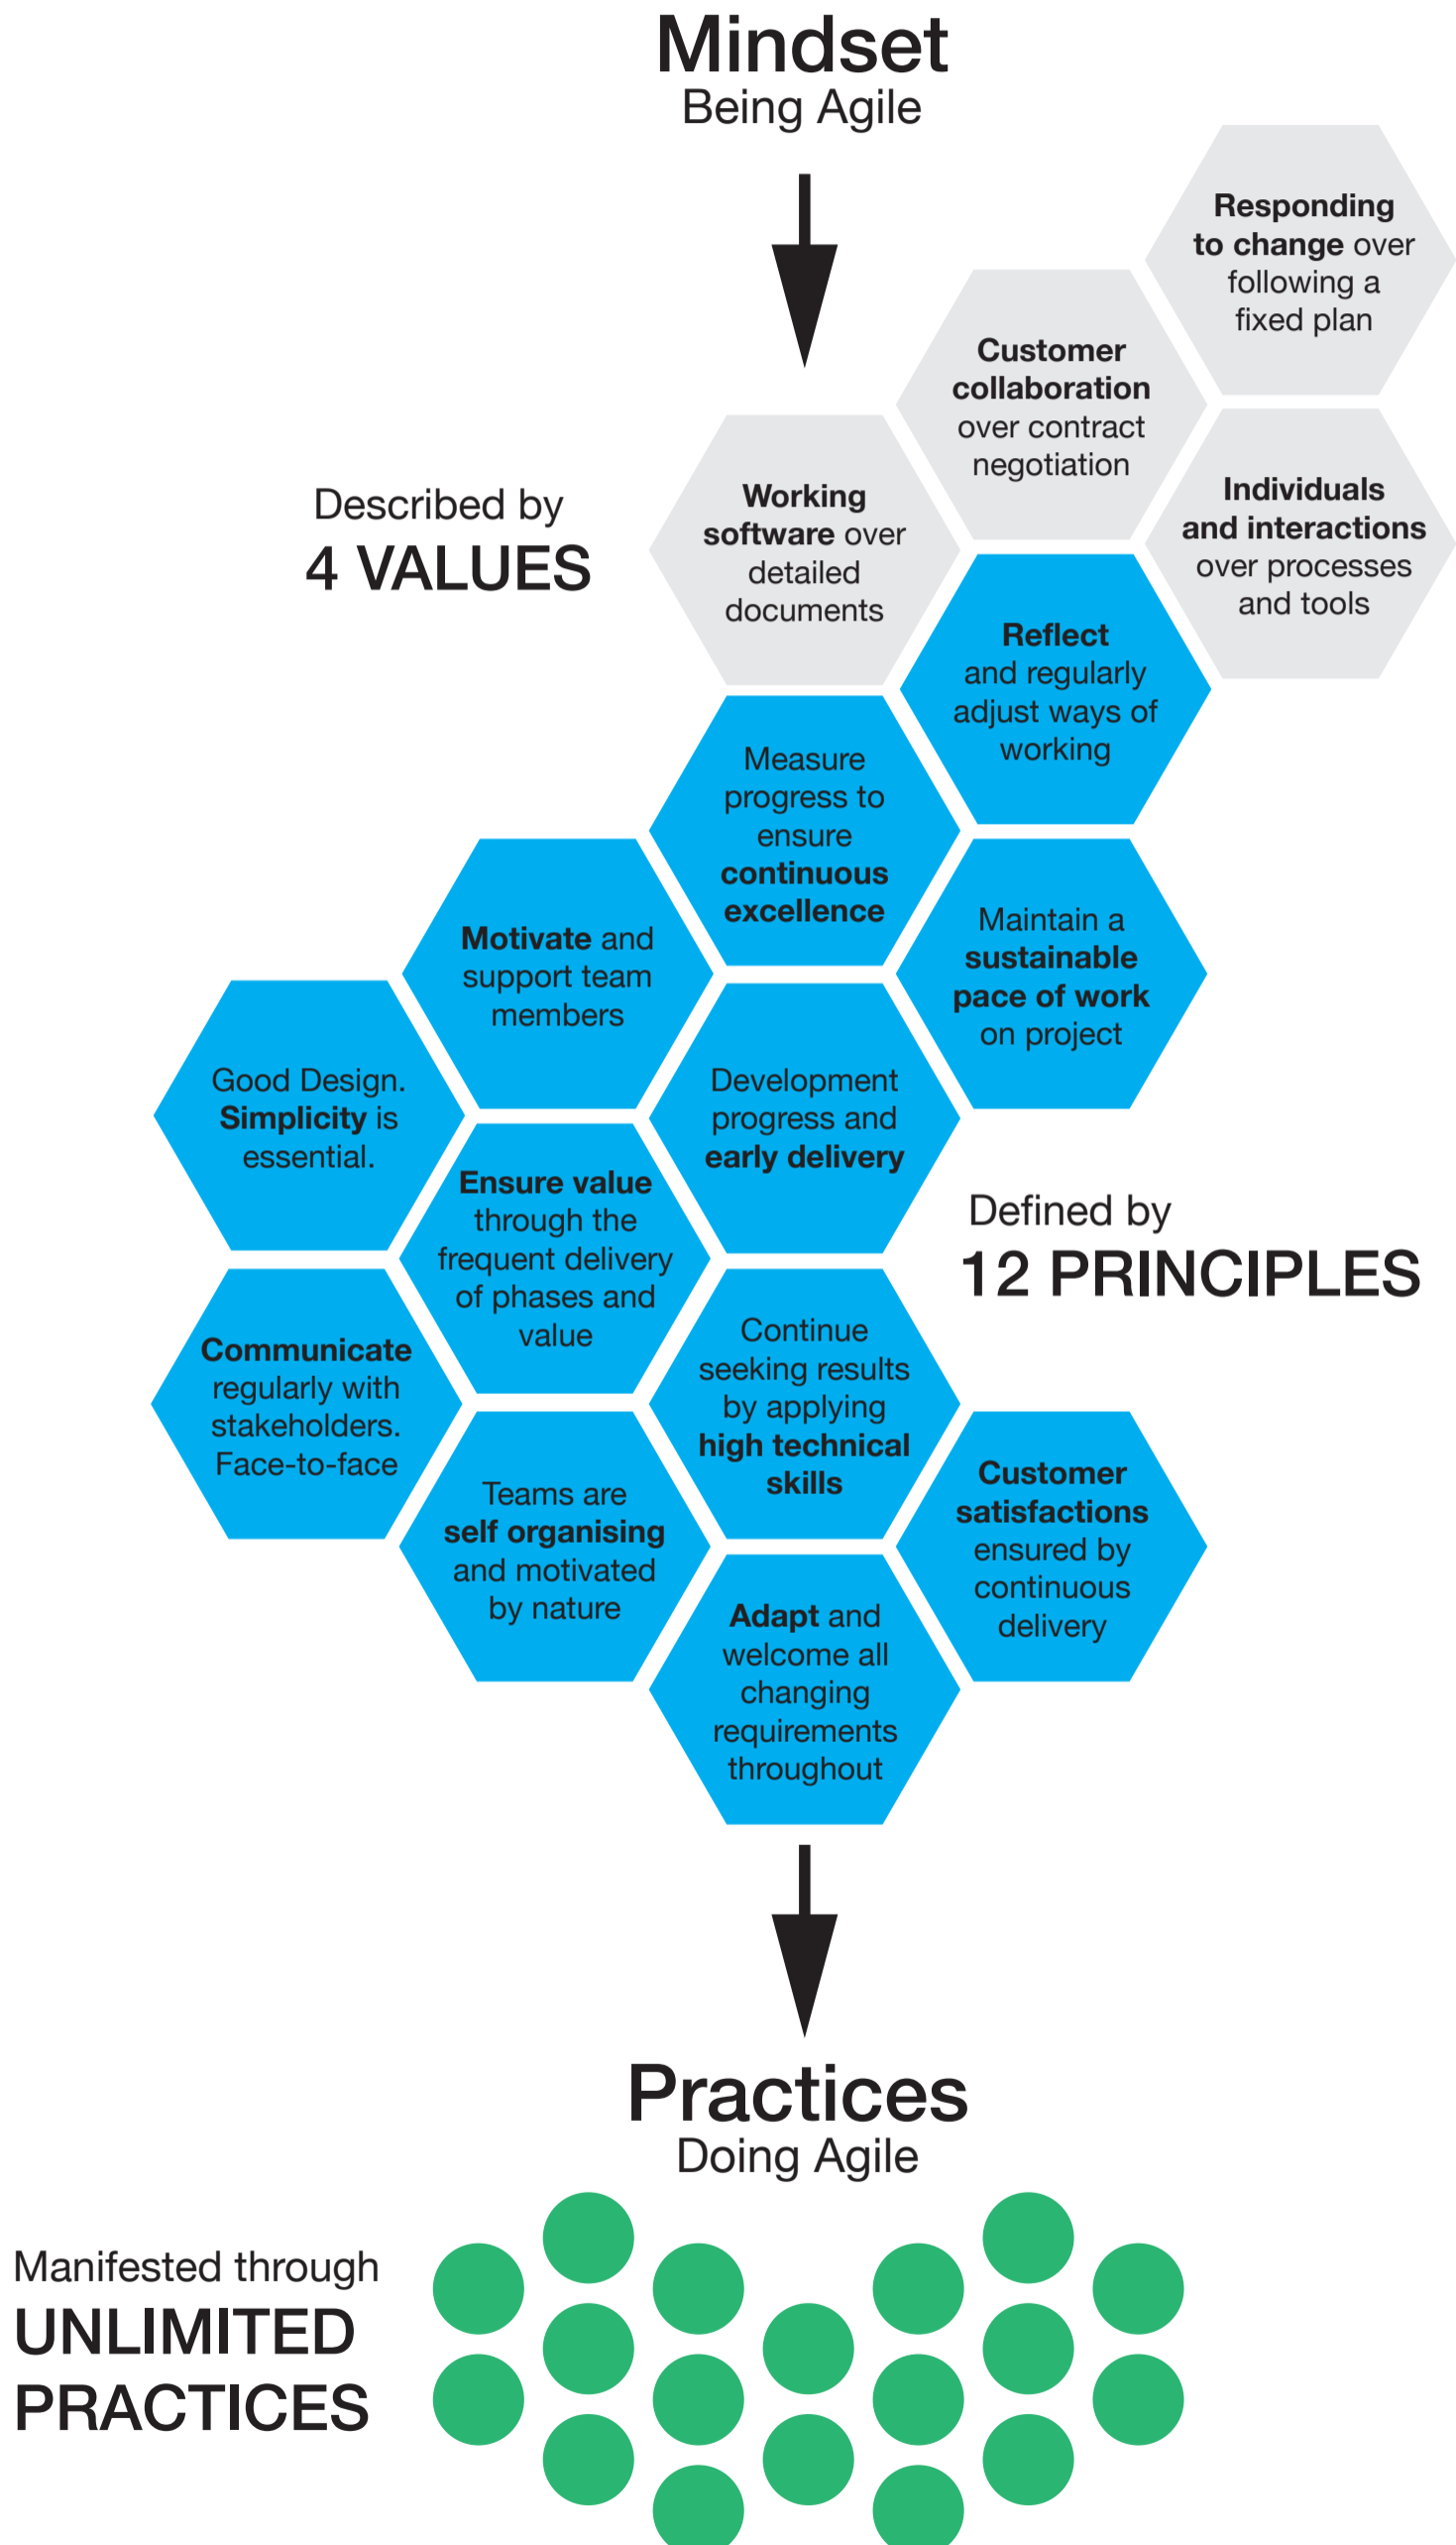 Mindset
Being Agile
Responding
to change over
following a
fixed plan
Customer
collaboration
over contract
negotiation
Individuals
and interactions
over processes
and tools
Described by
4 VALUES
Working
software over
detailed
documents
Reflect
and regularly
adjust ways of
working
Measure
progress to
ensure
continuous
excellence
Motivate and
support team
members
Maintain a
sustainable
pace of work
on project
Good Design.
Simplicity is
essential.
Development
progress and
early delivery
Ensure value
through the
frequent delivery
of phases and
value
Defined by
12 PRINCIPLES
Communicate
regularly with
stakeholders.
Face-to-face
Continue
seeking results
by applying
high technical
skills
Teams are
self organising
and motivated
by nature
Customer
satisfactions
ensured by
continuous
delivery
Adapt and
welcome all
changing
requirements
throughout
Practices
Doing Agile
Manifested through
UNLIMITED
PRACTICES